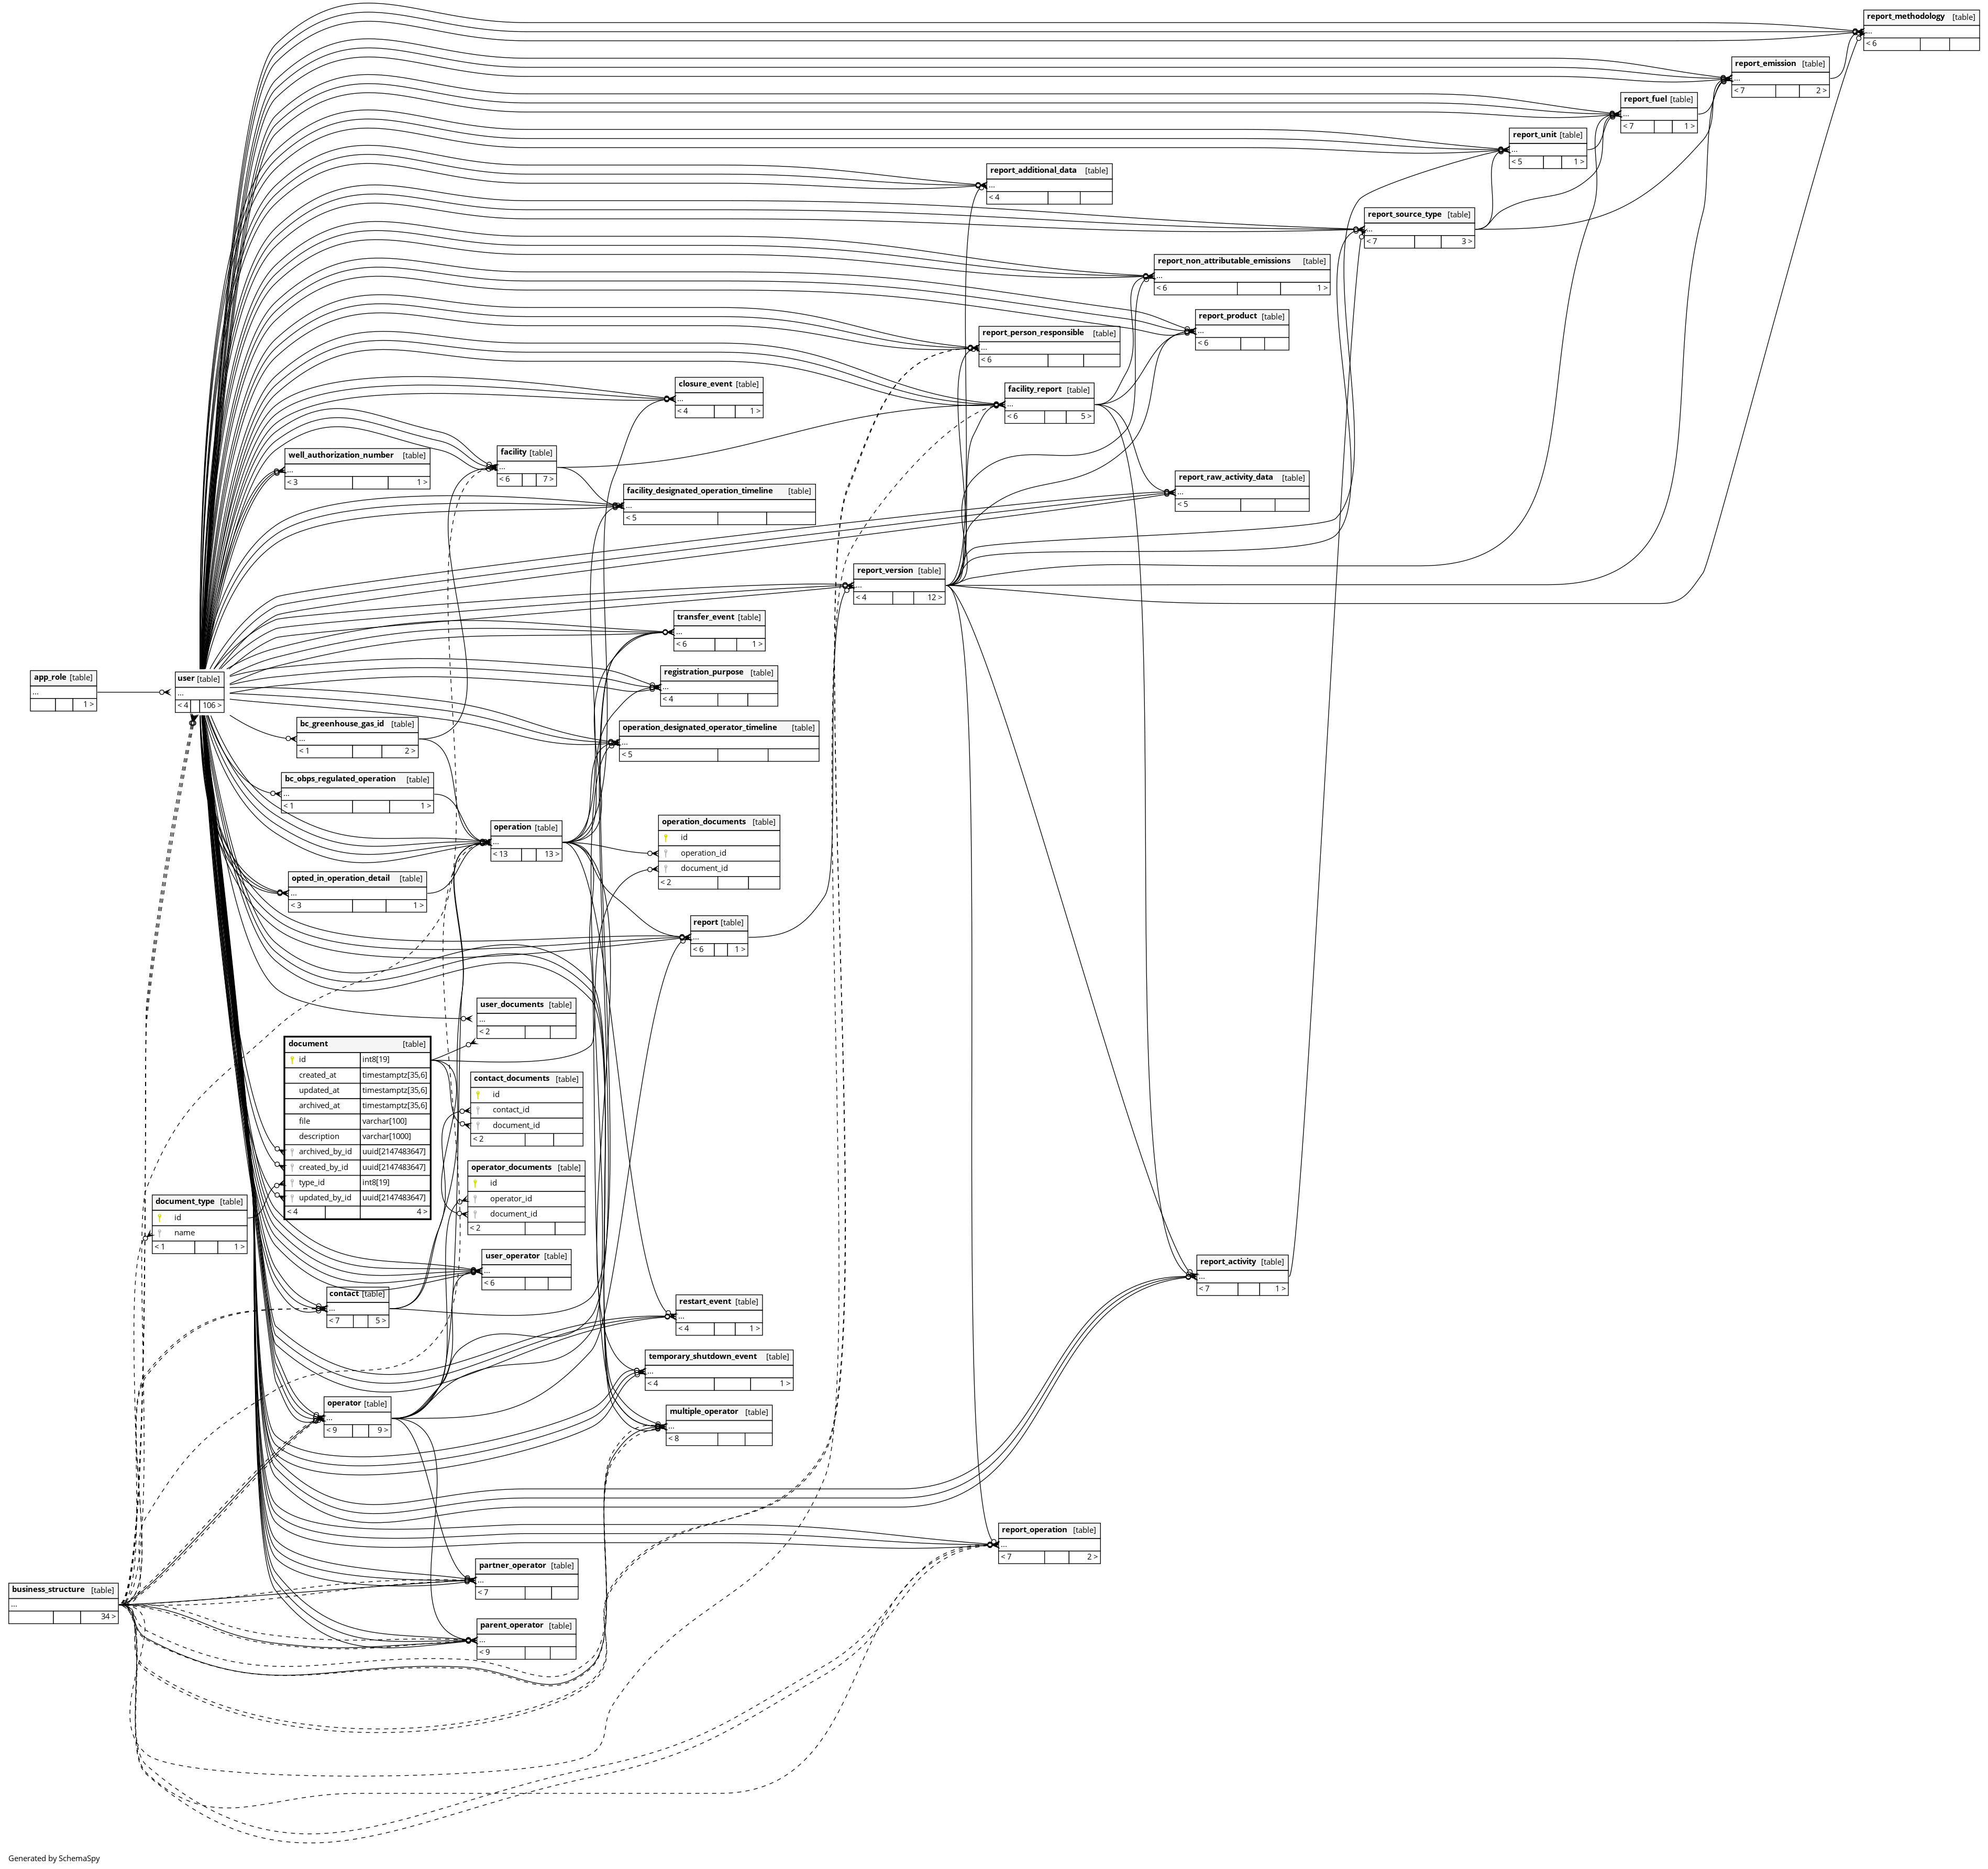 report_methodology [table]
...
< 6
report_emission [table]
...
< 7 2 >
report_fuel [table]
...
< 7 1 >
report_unit [table]
...
< 5 1 >
report_additional_data [table]
...
< 4
report_source_type [table]
...
< 7 3 >
report_non_attributable_emissions [table]
...
< 6 1 >
report_product [table]
...
< 6
report_person_responsible [table]
...
< 6
closure_event [table]
...
< 4 1 >
facility_report [table]
...
< 6 5 >
facility [table]
...
< 6 7 >
well_authorization_number [table]
...
< 3 1 >
report_raw_activity_data [table]
...
< 5
facility_designated_operation_timeline [table]
...
< 5
report_version [table]
...
< 4 12 >
transfer_event [table]
...
< 6 1 >
registration_purpose [table]
...
< 4
app_role [table]
...
1 >
user [table]
...
< 4 106 >
bc_greenhouse_gas_id [table]
...
< 1 2 >
operation_designated_operator_timeline [table]
...
< 5
bc_obps_regulated_operation [table]
...
< 1 1 >
operation [table]
...
< 13 13 >
operation_documents [table]
id
operation_id
document_id
< 2
opted_in_operation_detail [table]
...
< 3 1 >
report [table]
...
< 6 1 >
user_documents [table]
...
< 2
document [table]
id int8[19]
created_at timestamptz[35,6]
updated_at timestamptz[35,6]
archived_at timestamptz[35,6]
file varchar[100]
description varchar[1000]
archived_by_id uuid[2147483647]
created_by_id uuid[2147483647]
type_id int8[19]
updated_by_id uuid[2147483647]
< 4 4 >
contact_documents [table]
id
contact_id
document_id
< 2
operator_documents [table]
id
operator_id
document_id
< 2
document_type [table]
id
name
< 1 1 >
user_operator [table]
...
< 6
report_activity [table]
...
< 7 1 >
contact [table]
...
< 7 5 >
restart_event [table]
...
< 4 1 >
temporary_shutdown_event [table]
...
< 4 1 >
operator [table]
...
< 9 9 >
multiple_operator [table]
...
< 8
report_operation [table]
...
< 7 2 >
partner_operator [table]
...
< 7
business_structure [table]
...
34 >
parent_operator [table]
...
< 9
Generated by SchemaSpy